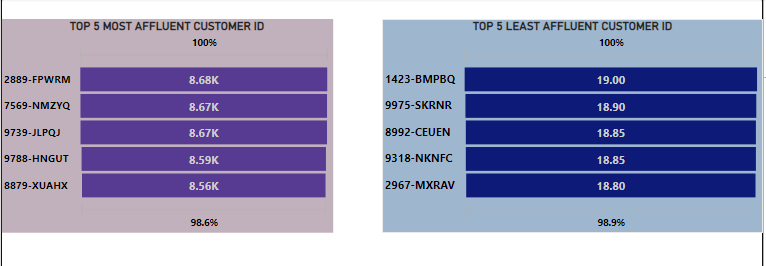 TOP 5 MOST AFFLUENT CUSTOMER ID
100%
2889-FPWRM 8.68K
7569-NMZYQ 8.67K
9739-JLPQJ 8.67K
9788-HNGUT 8.59K
8879-XUAHX 8.56K
98.6%
TOP 5 LEAST AFFLUENT CUSTOMER ID
100%
1423-BMPBQ 19.00
9975-SKRNR 18.90
8992-CEUEN 18.85
9318-NKNFC 18.85
2967-MXRAV 18.80
98.9%